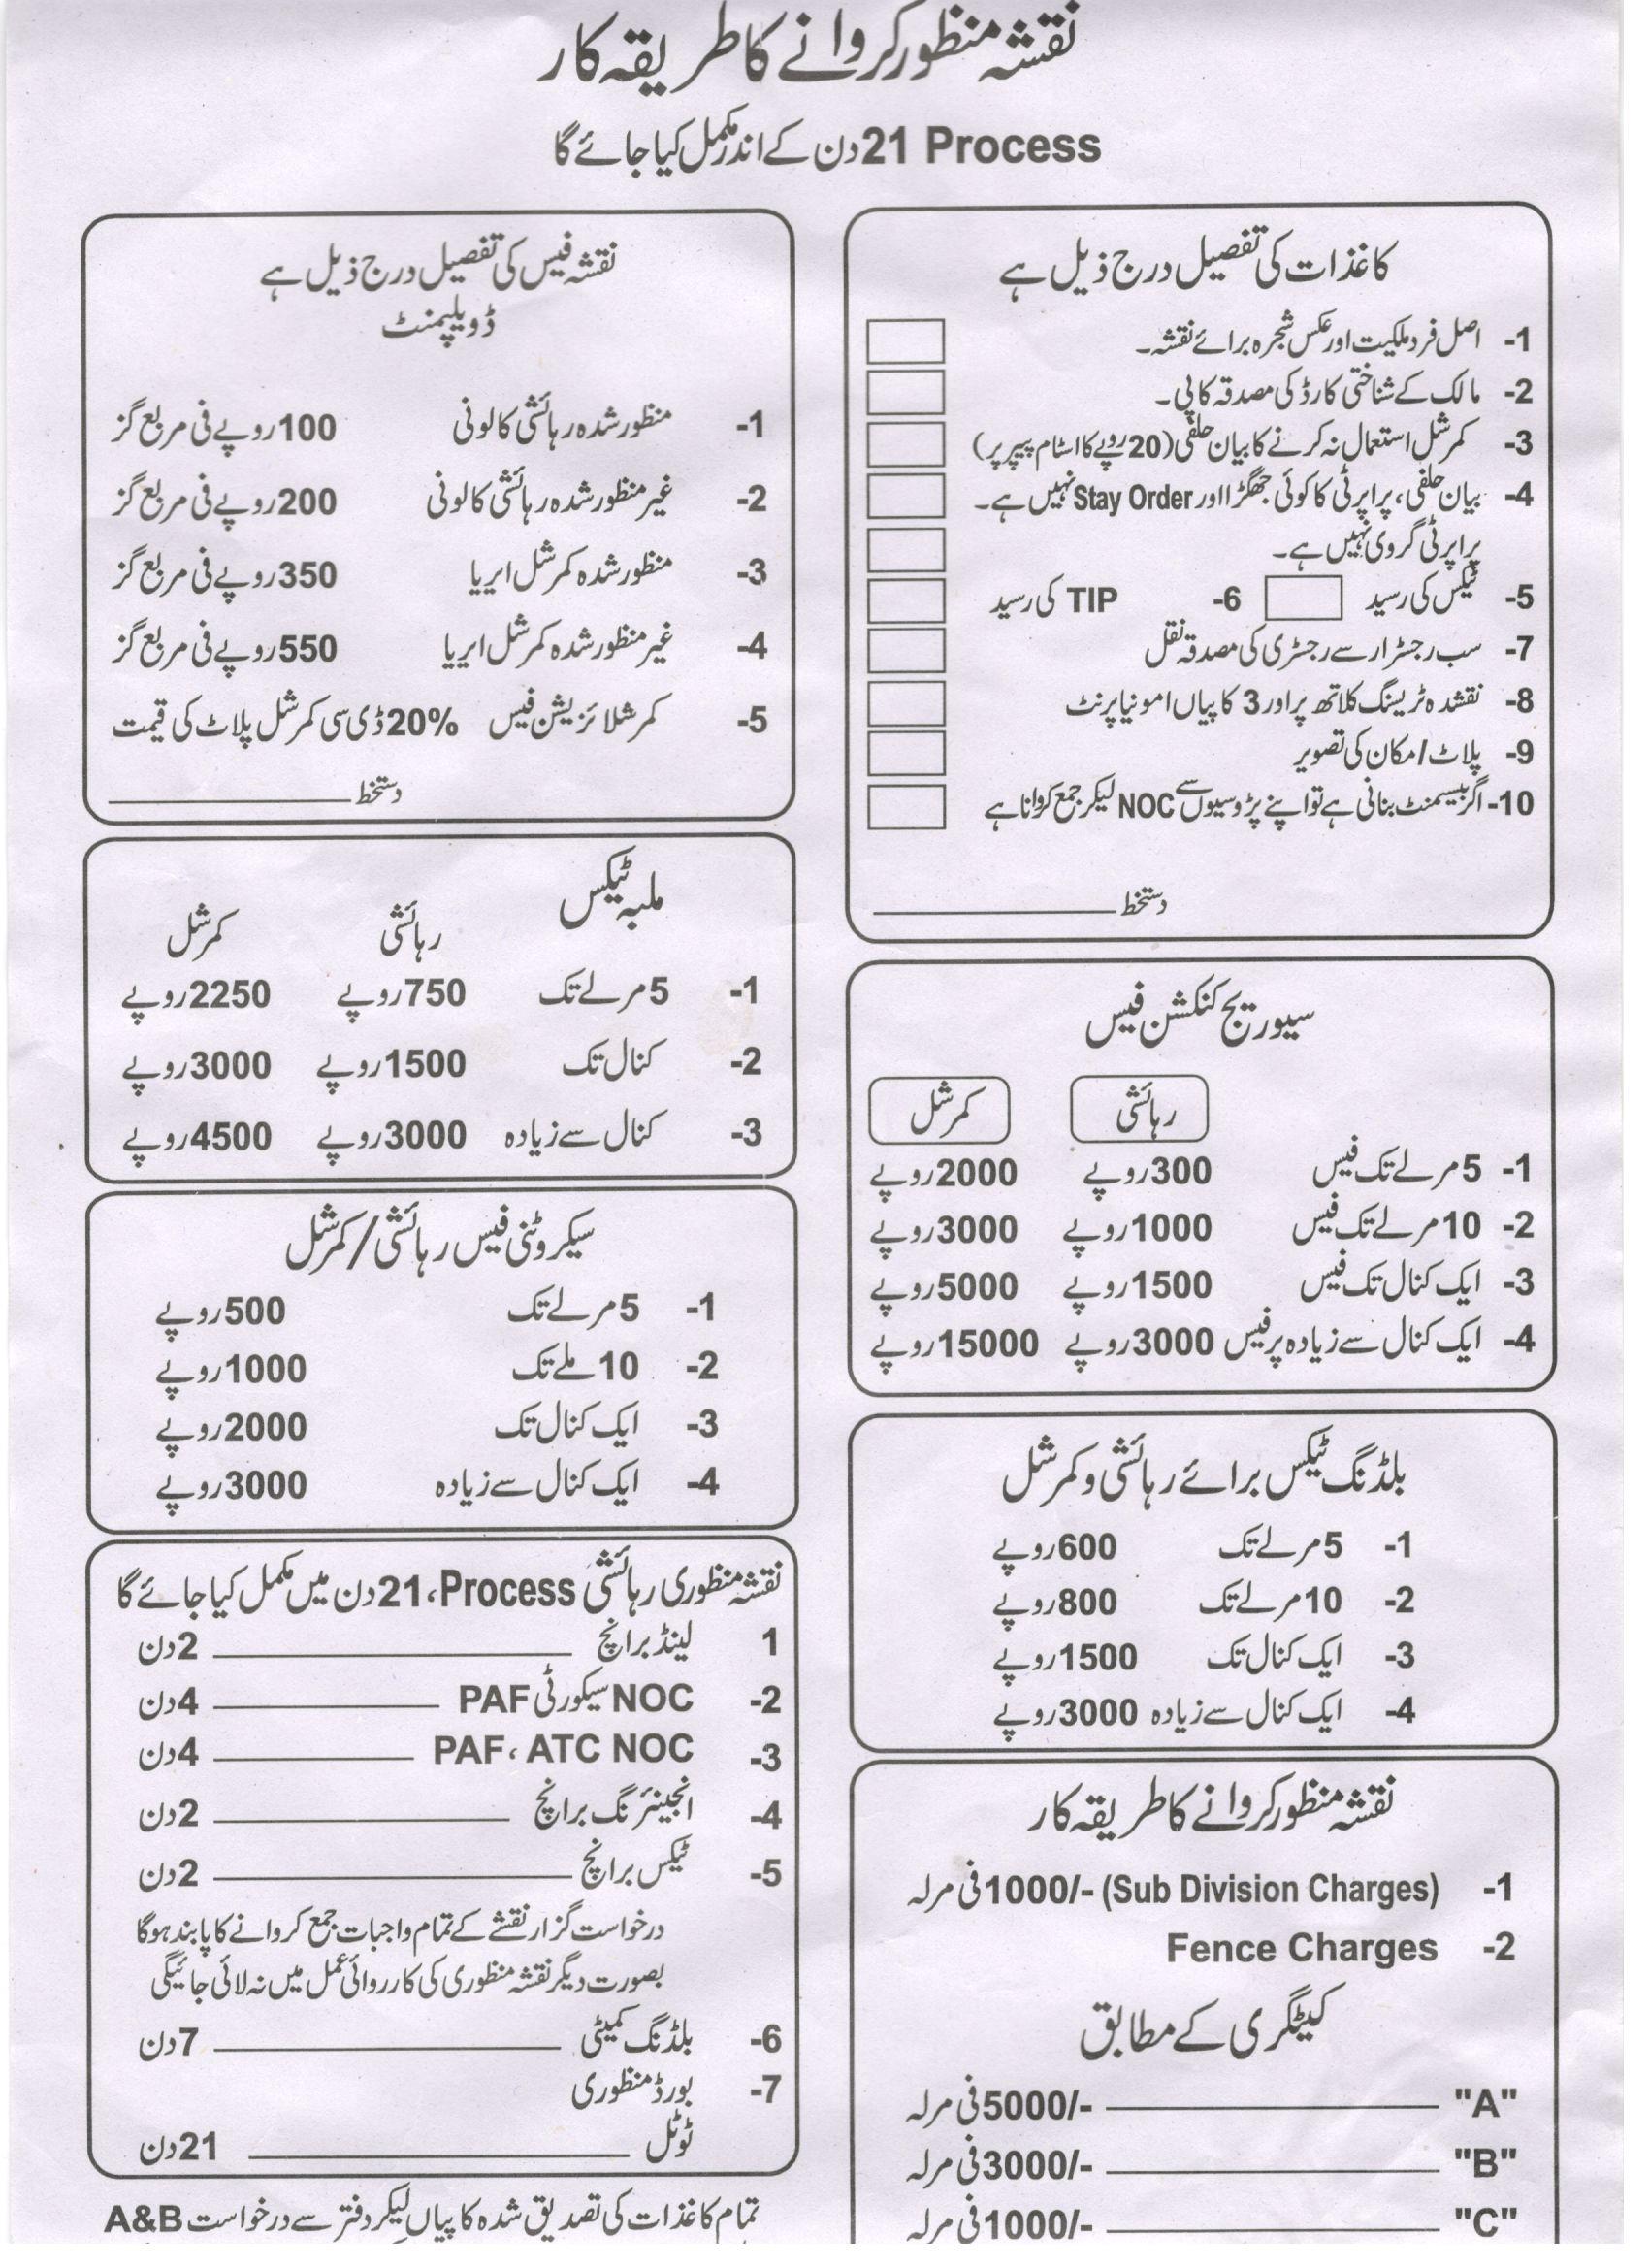 نقشہ منظور کروانے کا طریقہ کار
Process 21 دن کے اندر مکمل کیا جائے گا
کاغذات کی تفصیل درج ذیل ہے
1- اصل فرد ملکیت اور عکس شجرہ برائے نقشہ۔
2- مالک کے شناختی کارڈ کی مصدقہ کاپی۔
3- کمرشل استعمال نہ کرنے کا بیان حلفی (20 روپے کا اسٹام پیپر پر)
4- بیان حلفی، پراپرٹی کا کوئی جھگڑا اور Stay Order نہیں ہے۔
پراپرٹی گروی نہیں ہے۔
5- ٹیکس کی رسید 6- TIP کی رسید
7- سب رجسٹرار سے رجسٹری کی مصدقہ نقل
8- نقشہ ٹریسنگ کلاتھ پر اور 3 کاپیاں امونیا پرنٹ
9- پلاٹ/مکان کی تصویر
10- اگر بیسمنٹ بنانی ہے تو اپنے پڑوسیوں سے NOC لیکر جمع کروانا ہے
دستخط
سیوریج کنکشن فیس
رہائشی کمرشل
1- 5 مرلے تک فیس 300 روپے 2000 روپے
2- 10 مرلے تک فیس 1000 روپے 3000 روپے
3- ایک کنال تک فیس 1500 روپے 5000 روپے
4- ایک کنال سے زیادہ پر فیس 3000 روپے 15000 روپے
بلڈنگ ٹیکس برائے رہائشی و کمرشل
1- 5 مرلے تک 600 روپے
2- 10 مرلے تک 800 روپے
3- ایک کنال تک 1500 روپے
4- ایک کنال سے زیادہ 3000 روپے
نقشہ منظور کروانے کا طریقہ کار
1- (Sub Division Charges) 1000/- فی مرلہ
2- Fence Charges
کیٹگری کے مطابق
"A" 5000/- فی مرلہ
"B" 3000/- فی مرلہ
"C" 1000/- فی مرلہ
نقشہ فیس کی تفصیل درج ذیل ہے
ڈویلپمنٹ
1- منظور شدہ رہائشی کالونی 100 روپے فی مربع گز
2- غیر منظور شدہ رہائشی کالونی 200 روپے فی مربع گز
3- منظور شدہ کمرشل ایریا 350 روپے فی مربع گز
4- غیر منظور شدہ کمرشل ایریا 550 روپے فی مربع گز
5- کمرشلائزیشن فیس 20% ڈی سی کمرشل پلاٹ کی قیمت
دستخط
ملبہ ٹیکس
رہائشی کمرشل
1- 5 مرلے تک 750 روپے 2250 روپے
2- کنال تک 1500 روپے 3000 روپے
3- کنال سے زیادہ 3000 روپے 4500 روپے
سیکروٹنی فیس رہائشی/کمرشل
1- 5 مرلے تک 500 روپے
2- 10 ملے تک 1000 روپے
3- ایک کنال تک 2000 روپے
4- ایک کنال سے زیادہ 3000 روپے
نقشہ منظوری رہائشی Process، 21 دن میں مکمل کیا جائے گا
1 لینڈ برانچ 2 دن
2- NOC سیکورٹی PAF 4 دن
3- PAF، ATC NOC 4 دن
4- انجینئرنگ برانچ 2 دن
5- ٹیکس برانچ 2 دن
درخواست گزار نقشے کے تمام واجبات جمع کروانے کا پابند ہوگا
بصورت دیگر نقشہ منظوری کی کارروائی عمل میں نہ لائی جائیگی
6- بلڈنگ کمیٹی 7 دن
7- بورڈ منظوری
ٹوٹل 21 دن
تمام کاغذات کی تصدیق شدہ کاپیاں لیکر دفتر سے درخواست A&B